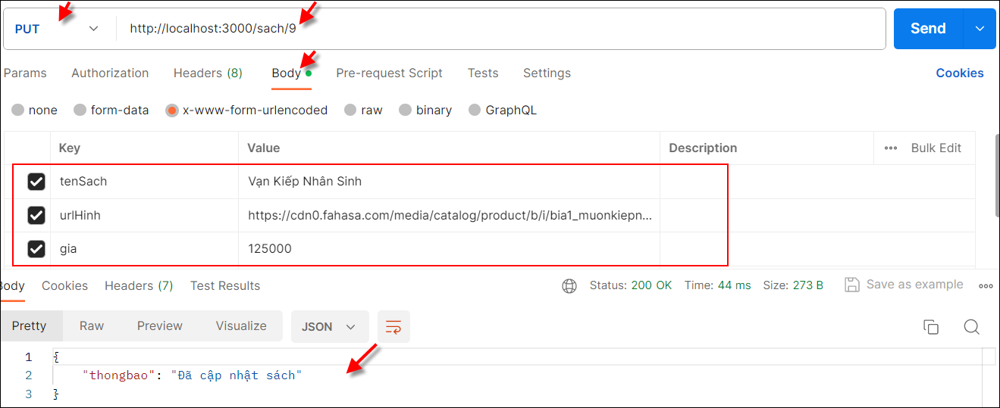 PUT http://localhost:3000/sach/9 Send
Params Authorization Headers (8) Body Pre-request Script Tests Settings Cookies
none form-data x-www-form-urlencoded raw binary GraphQL
Key Value Description ••• Bulk Edit
tenSach Vạn Kiếp Nhân Sinh
urlHinh https://cdn0.fahasa.com/media/catalog/product/b/i/bia1_muonkiepn...
gia 125000
Body Cookies Headers (7) Test Results Status: 200 OK Time: 44 ms Size: 273 B Save as example
Pretty Raw Preview Visualize JSON
1 {
2 "thongbao": "Đã cập nhật sách"
3 }